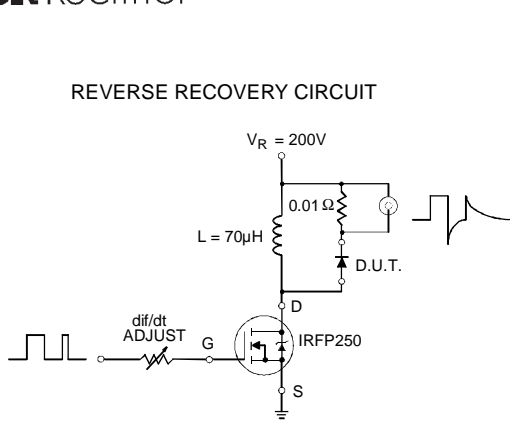 REVERSE RECOVERY CIRCUIT
V_R = 200V
0.01 Ω
L = 70µH
D.U.T.
D
dif/dt
ADJUST
G
IRFP250
S